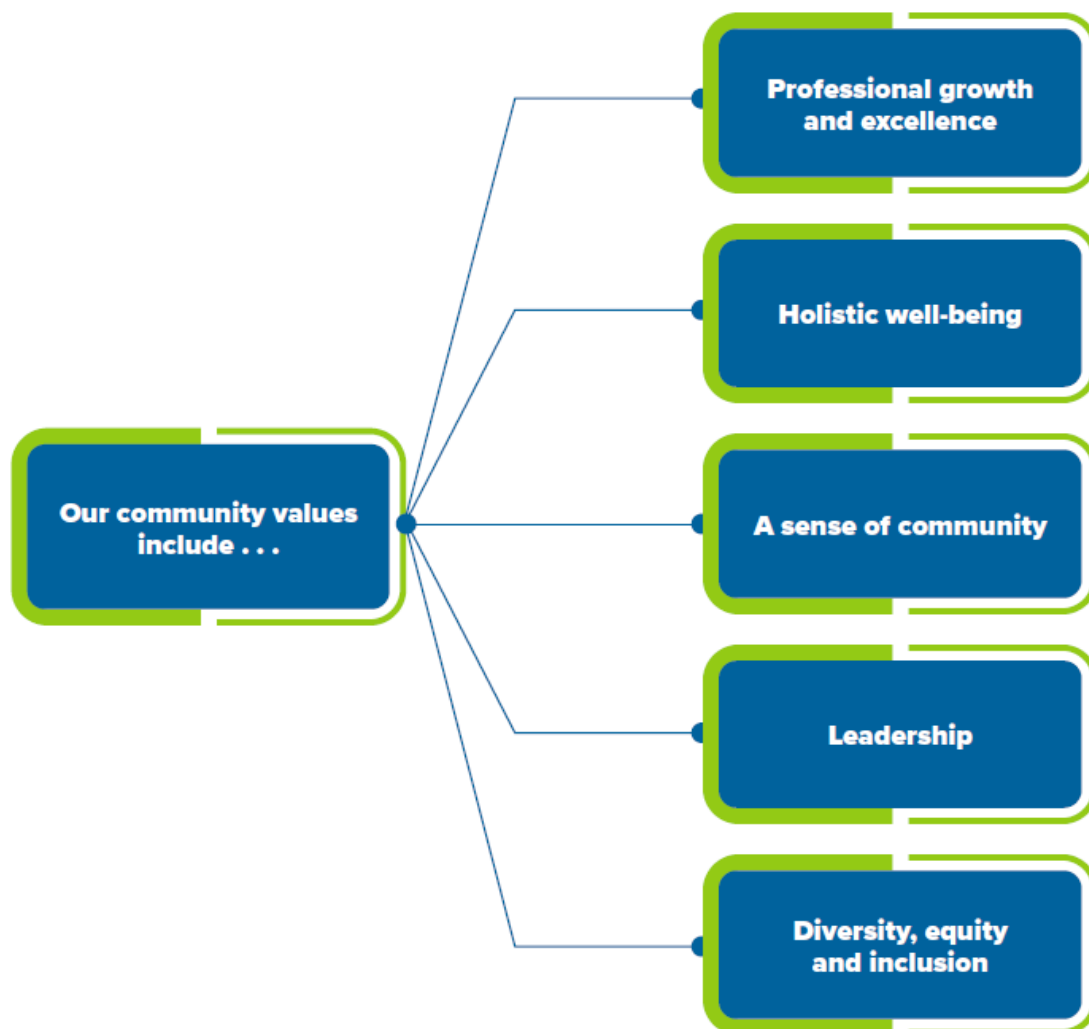 Professional growth
and excellence
Holistic well-being
Our community values
include . . .
A sense of community
Leadership
Diversity, equity
and inclusion